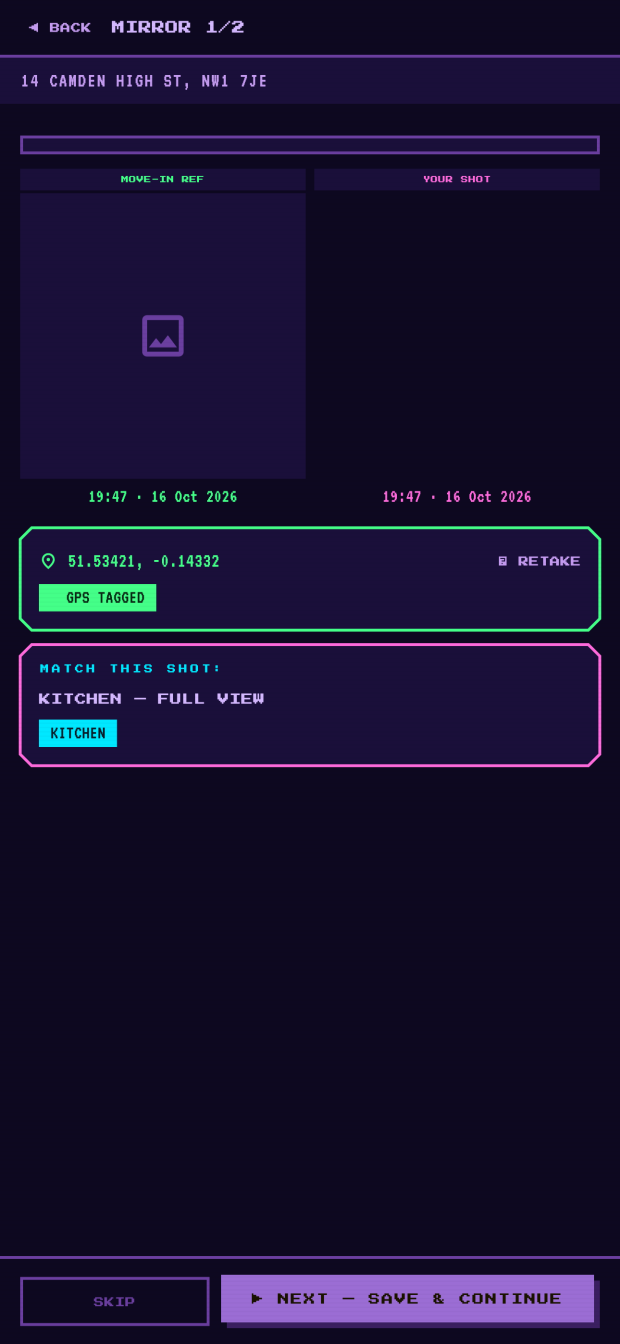 ◀ BACK MIRROR 1/2
14 CAMDEN HIGH ST, NW1 7JE
MOVE-IN REF
YOUR SHOT
19:47 · 16 Oct 2026
19:47 · 16 Oct 2026
51.53421, -0.14332
RETAKE
GPS TAGGED
MATCH THIS SHOT:
KITCHEN — FULL VIEW
KITCHEN
SKIP
▶ NEXT — SAVE & CONTINUE